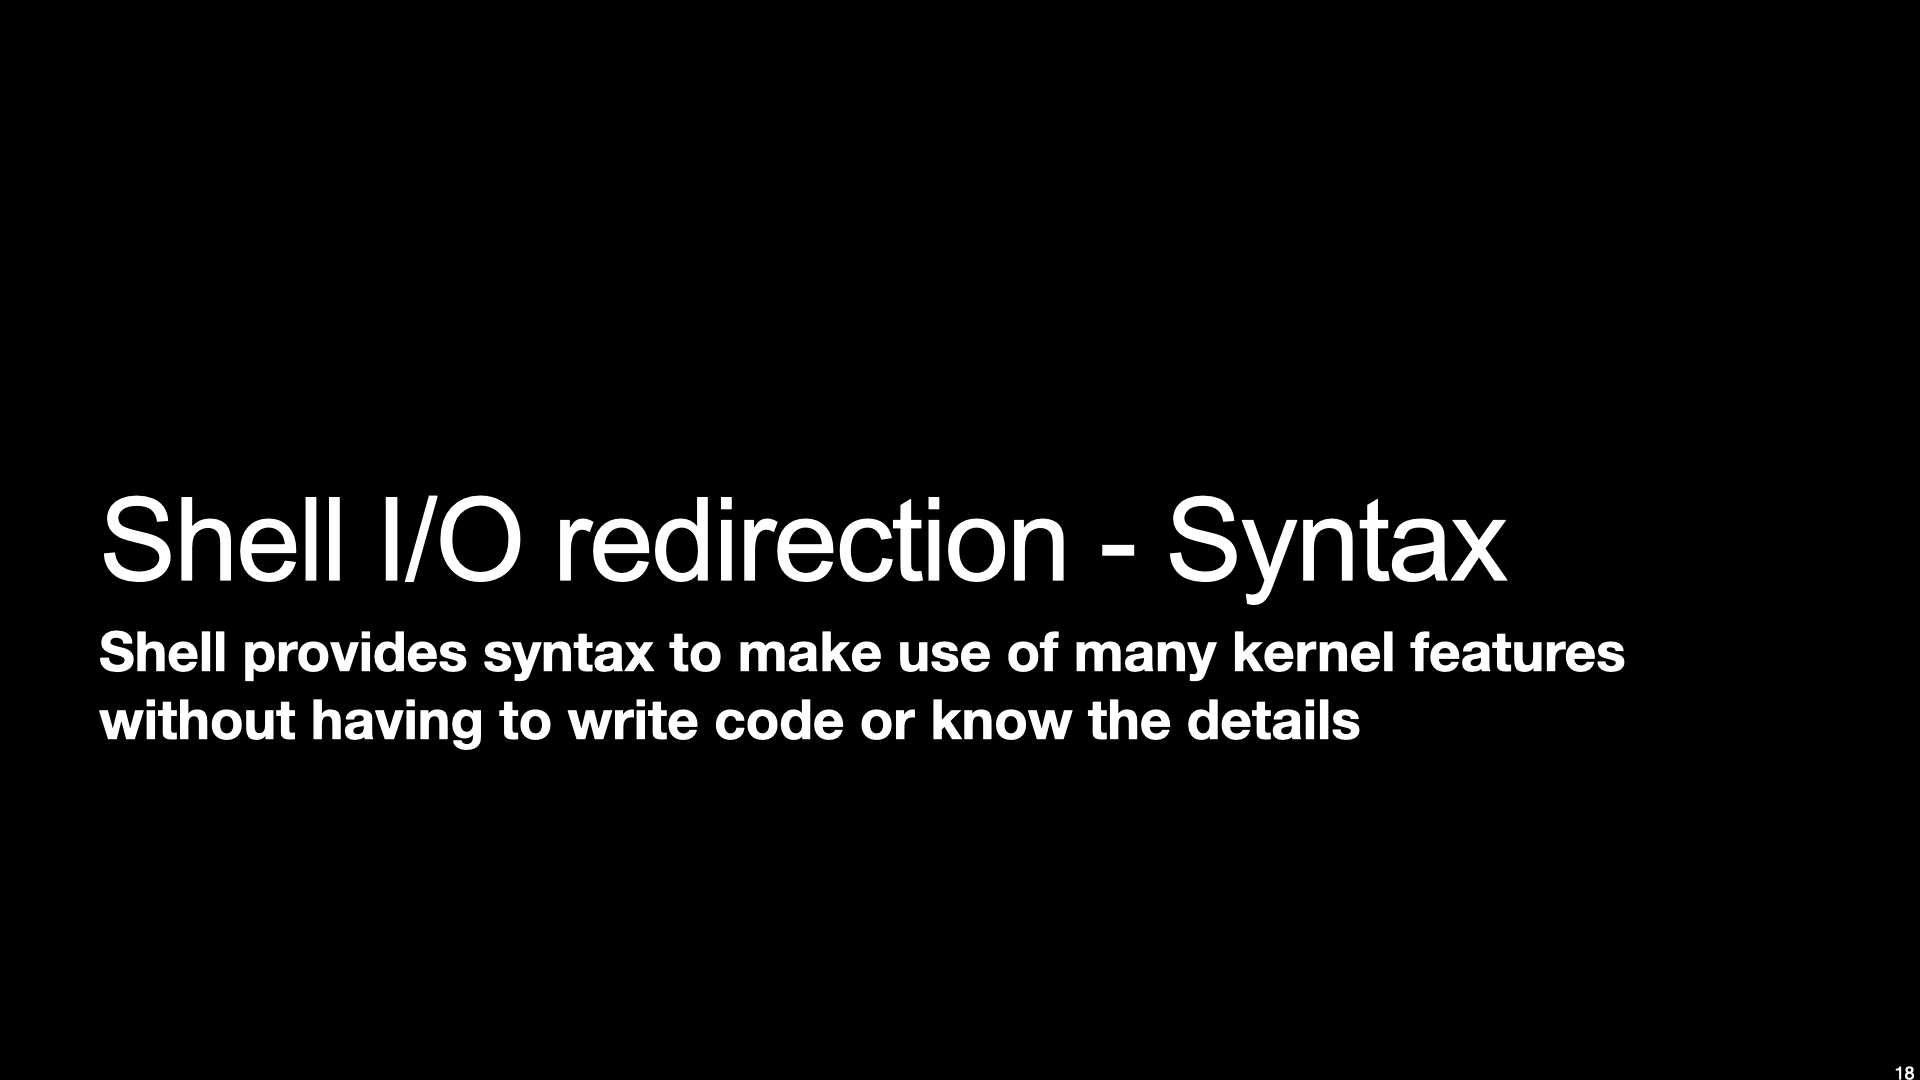 Shell I/O redirection - Syntax
Shell provides syntax to make use of many kernel features
without having to write code or know the details
18